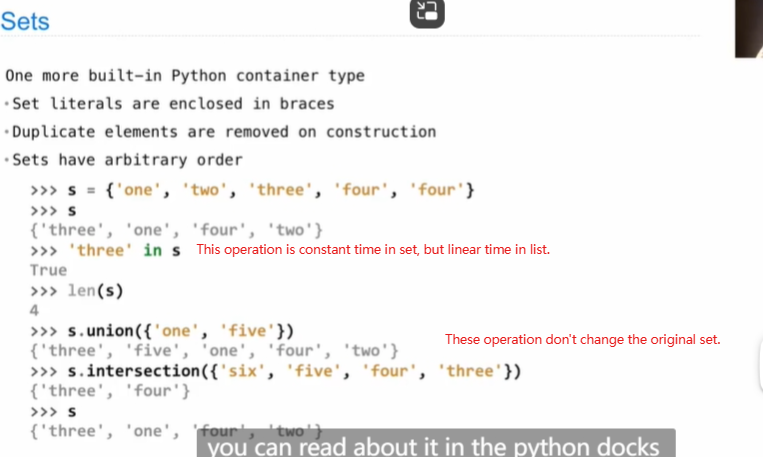 Sets
One more built-in Python container type
•Set literals are enclosed in braces
•Duplicate elements are removed on construction
•Sets have arbitrary order
>>> s = {'one', 'two', 'three', 'four', 'four'}
>>> s
{'three', 'one', 'four', 'two'}
>>> 'three' in s This operation is constant time in set, but linear time in list.
True
>>> len(s)
4
>>> s.union({'one', 'five'})
These operation don't change the original set.
{'three', 'five', 'one', 'four', 'two'}
>>> s.intersection({'six', 'five', 'four', 'three'})
{'three', 'four'}
>>> s
{'three', 'one', 'four', 'two'}
you can read about it in the python docks